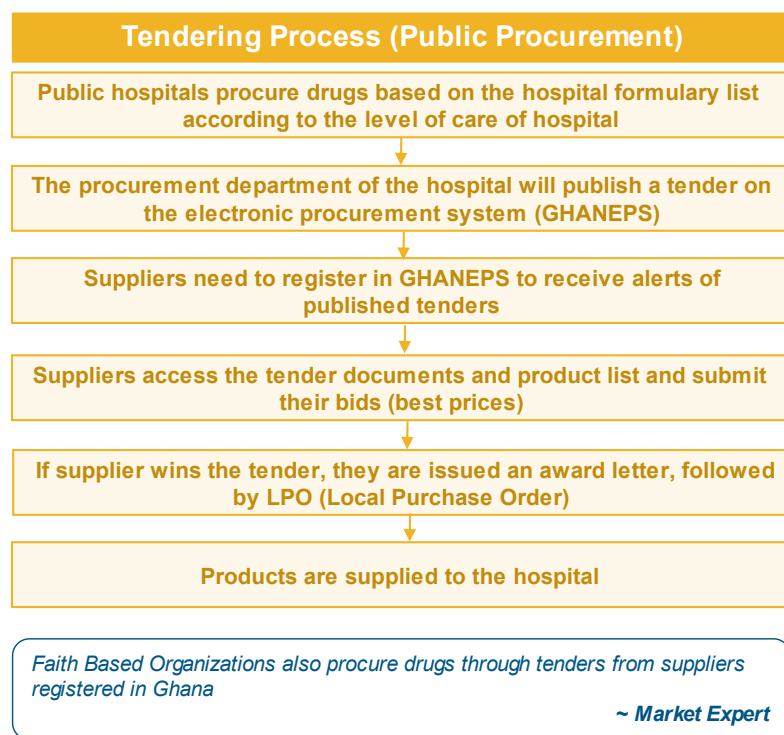 Tendering Process (Public Procurement)
Public hospitals procure drugs based on the hospital formulary list
according to the level of care of hospital
The procurement department of the hospital will publish a tender on
the electronic procurement system (GHANEPS)
Suppliers need to register in GHANEPS to receive alerts of
published tenders
Suppliers access the tender documents and product list and submit
their bids (best prices)
If supplier wins the tender, they are issued an award letter, followed
by LPO (Local Purchase Order)
Products are supplied to the hospital
Faith Based Organizations also procure drugs through tenders from suppliers
registered in Ghana
~ Market Expert